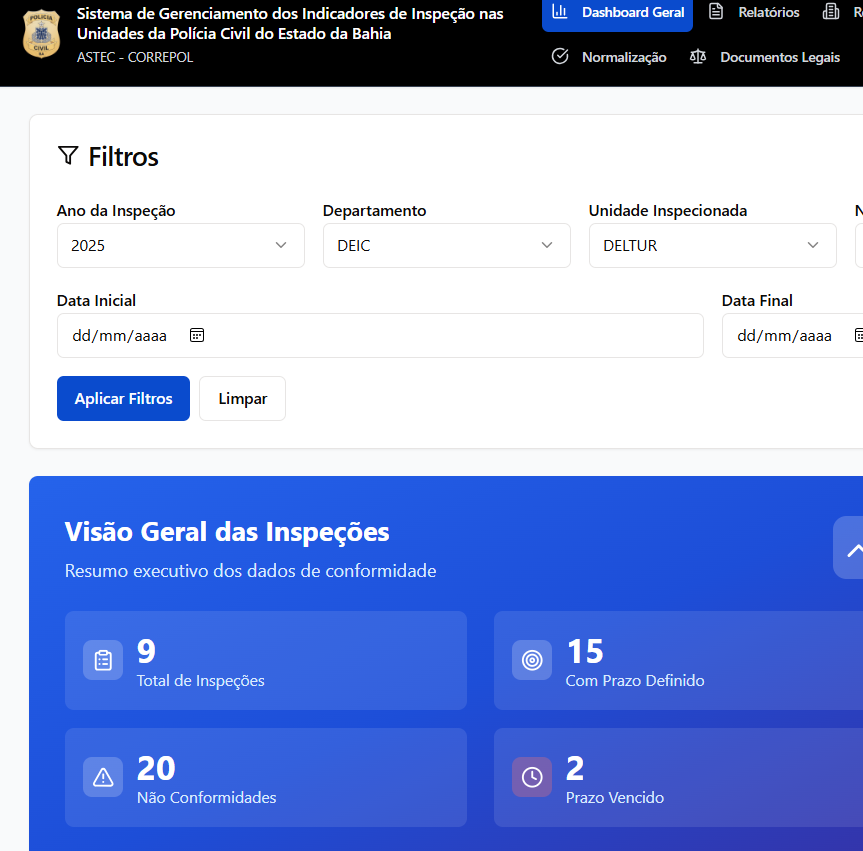 POLICIA
CIVIL
BA
Sistema de Gerenciamento dos Indicadores de Inspeção nas
Unidades da Polícia Civil do Estado da Bahia
ASTEC - CORREPOL
Dashboard Geral
Relatórios
Normalização
Documentos Legais
Filtros
Ano da Inspeção
Departamento
Unidade Inspecionada
N
2025
DEIC
DELTUR
Data Inicial
Data Final
dd/mm/aaaa
dd/mm/aaaa
Aplicar Filtros
Limpar
Visão Geral das Inspeções
Resumo executivo dos dados de conformidade
9
Total de Inspeções
15
Com Prazo Definido
20
Não Conformidades
2
Prazo Vencido